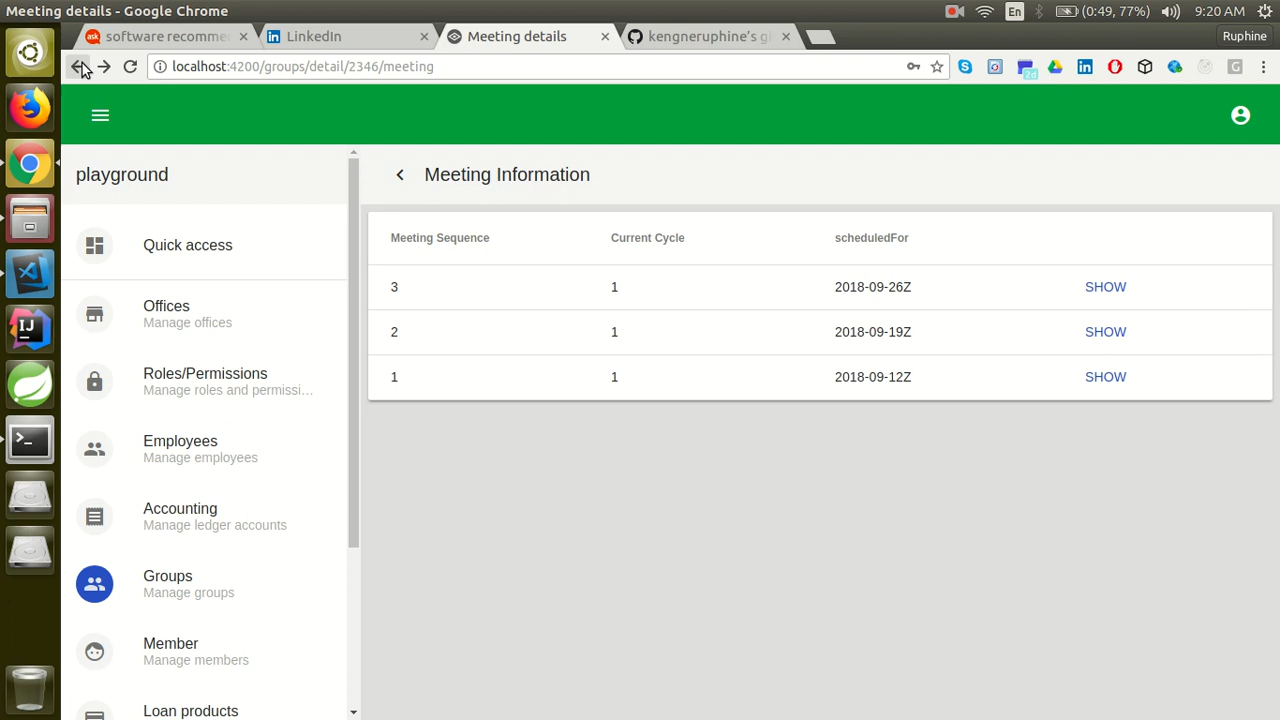 Meeting details - Google Chrome
En
(0:49, 77%)
9:20 AM
software recomme
LinkedIn
Meeting details
kengneruphine's g
Ruphine
localhost:4200/groups/detail/2346/meeting
2d
playground
Meeting Information
Quick access
Meeting Sequence Current Cycle scheduledFor
3 1 2018-09-26Z SHOW
2 1 2018-09-19Z SHOW
1 1 2018-09-12Z SHOW
Offices
Manage offices
Roles/Permissions
Manage roles and permissi...
Employees
Manage employees
Accounting
Manage ledger accounts
Groups
Manage groups
Member
Manage members
Loan products